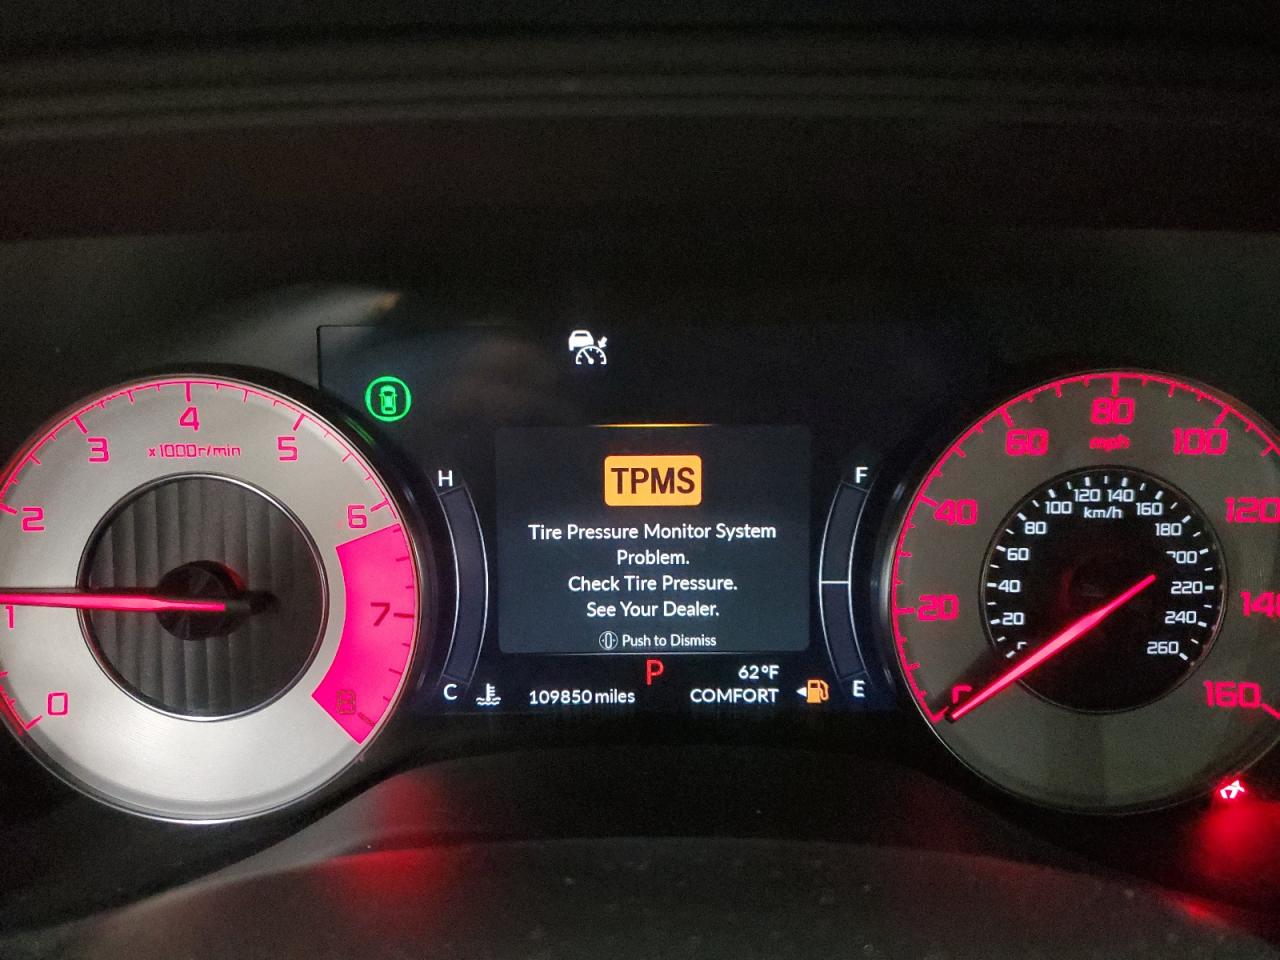 4
3
5
x1000r/min
2
6
1
7
0
8
H
C
TPMS
Tire Pressure Monitor System
Problem.
Check Tire Pressure.
See Your Dealer.
Push to Dismiss
P
62°F
109850 miles
COMFORT
F
E
80
60
mph
100
40
120
20
160
120 140
100
km/h
160
80
180
60
40
220
20
240
260